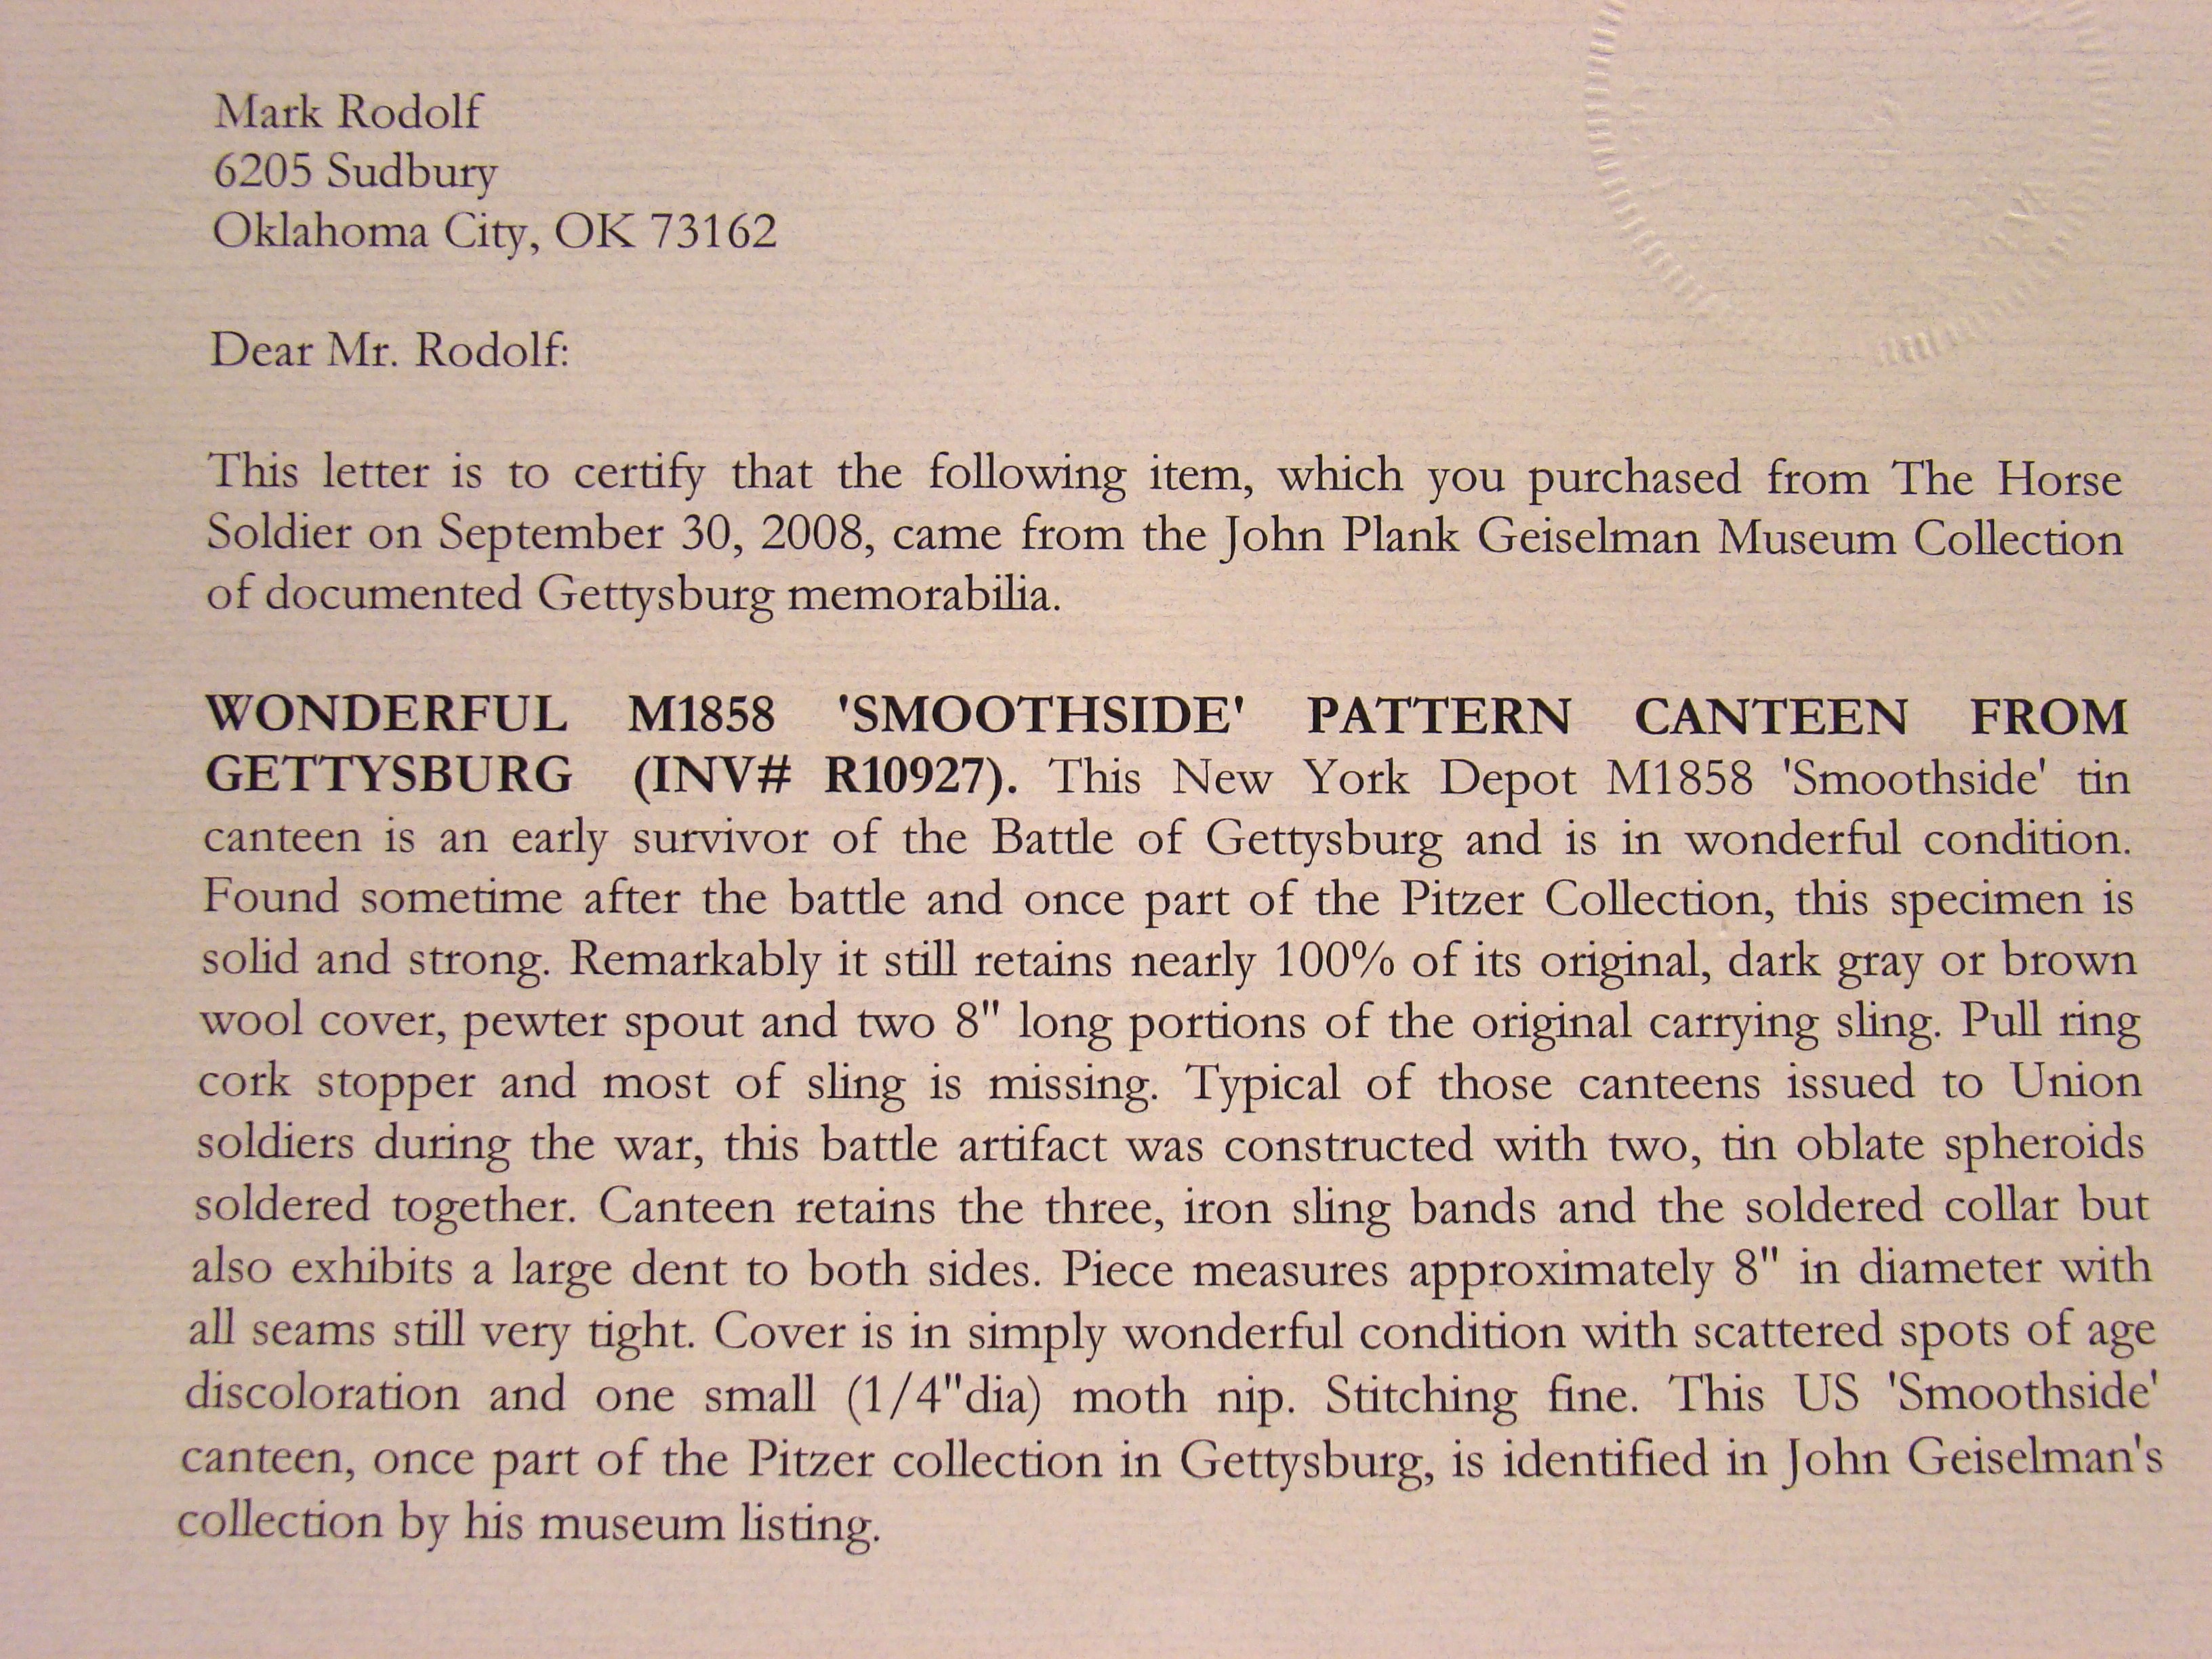 Mark Rodolf
6205 Sudbury
Oklahoma City, OK 73162
Dear Mr. Rodolf:
This letter is to certify that the following item, which you purchased from The Horse
Soldier on September 30, 2008, came from the John Plank Geiselman Museum Collection
of documented Gettysburg memorabilia.
WONDERFUL M1858 'SMOOTHSIDE' PATTERN CANTEEN FROM
GETTYSBURG (INV# R10927). This New York Depot M1858 'Smoothside' tin
canteen is an early survivor of the Battle of Gettysburg and is in wonderful condition.
Found sometime after the battle and once part of the Pitzer Collection, this specimen is
solid and strong. Remarkably it still retains nearly 100% of its original, dark gray or brown
wool cover, pewter spout and two 8" long portions of the original carrying sling. Pull ring
cork stopper and most of sling is missing. Typical of those canteens issued to Union
soldiers during the war, this battle artifact was constructed with two, tin oblate spheroids
soldered together. Canteen retains the three, iron sling bands and the soldered collar but
also exhibits a large dent to both sides. Piece measures approximately 8" in diameter with
all seams still very tight. Cover is in simply wonderful condition with scattered spots of age
discoloration and one small (1/4"dia) moth nip. Stitching fine. This US 'Smoothside'
canteen, once part of the Pitzer collection in Gettysburg, is identified in John Geiselman's
collection by his museum listing.